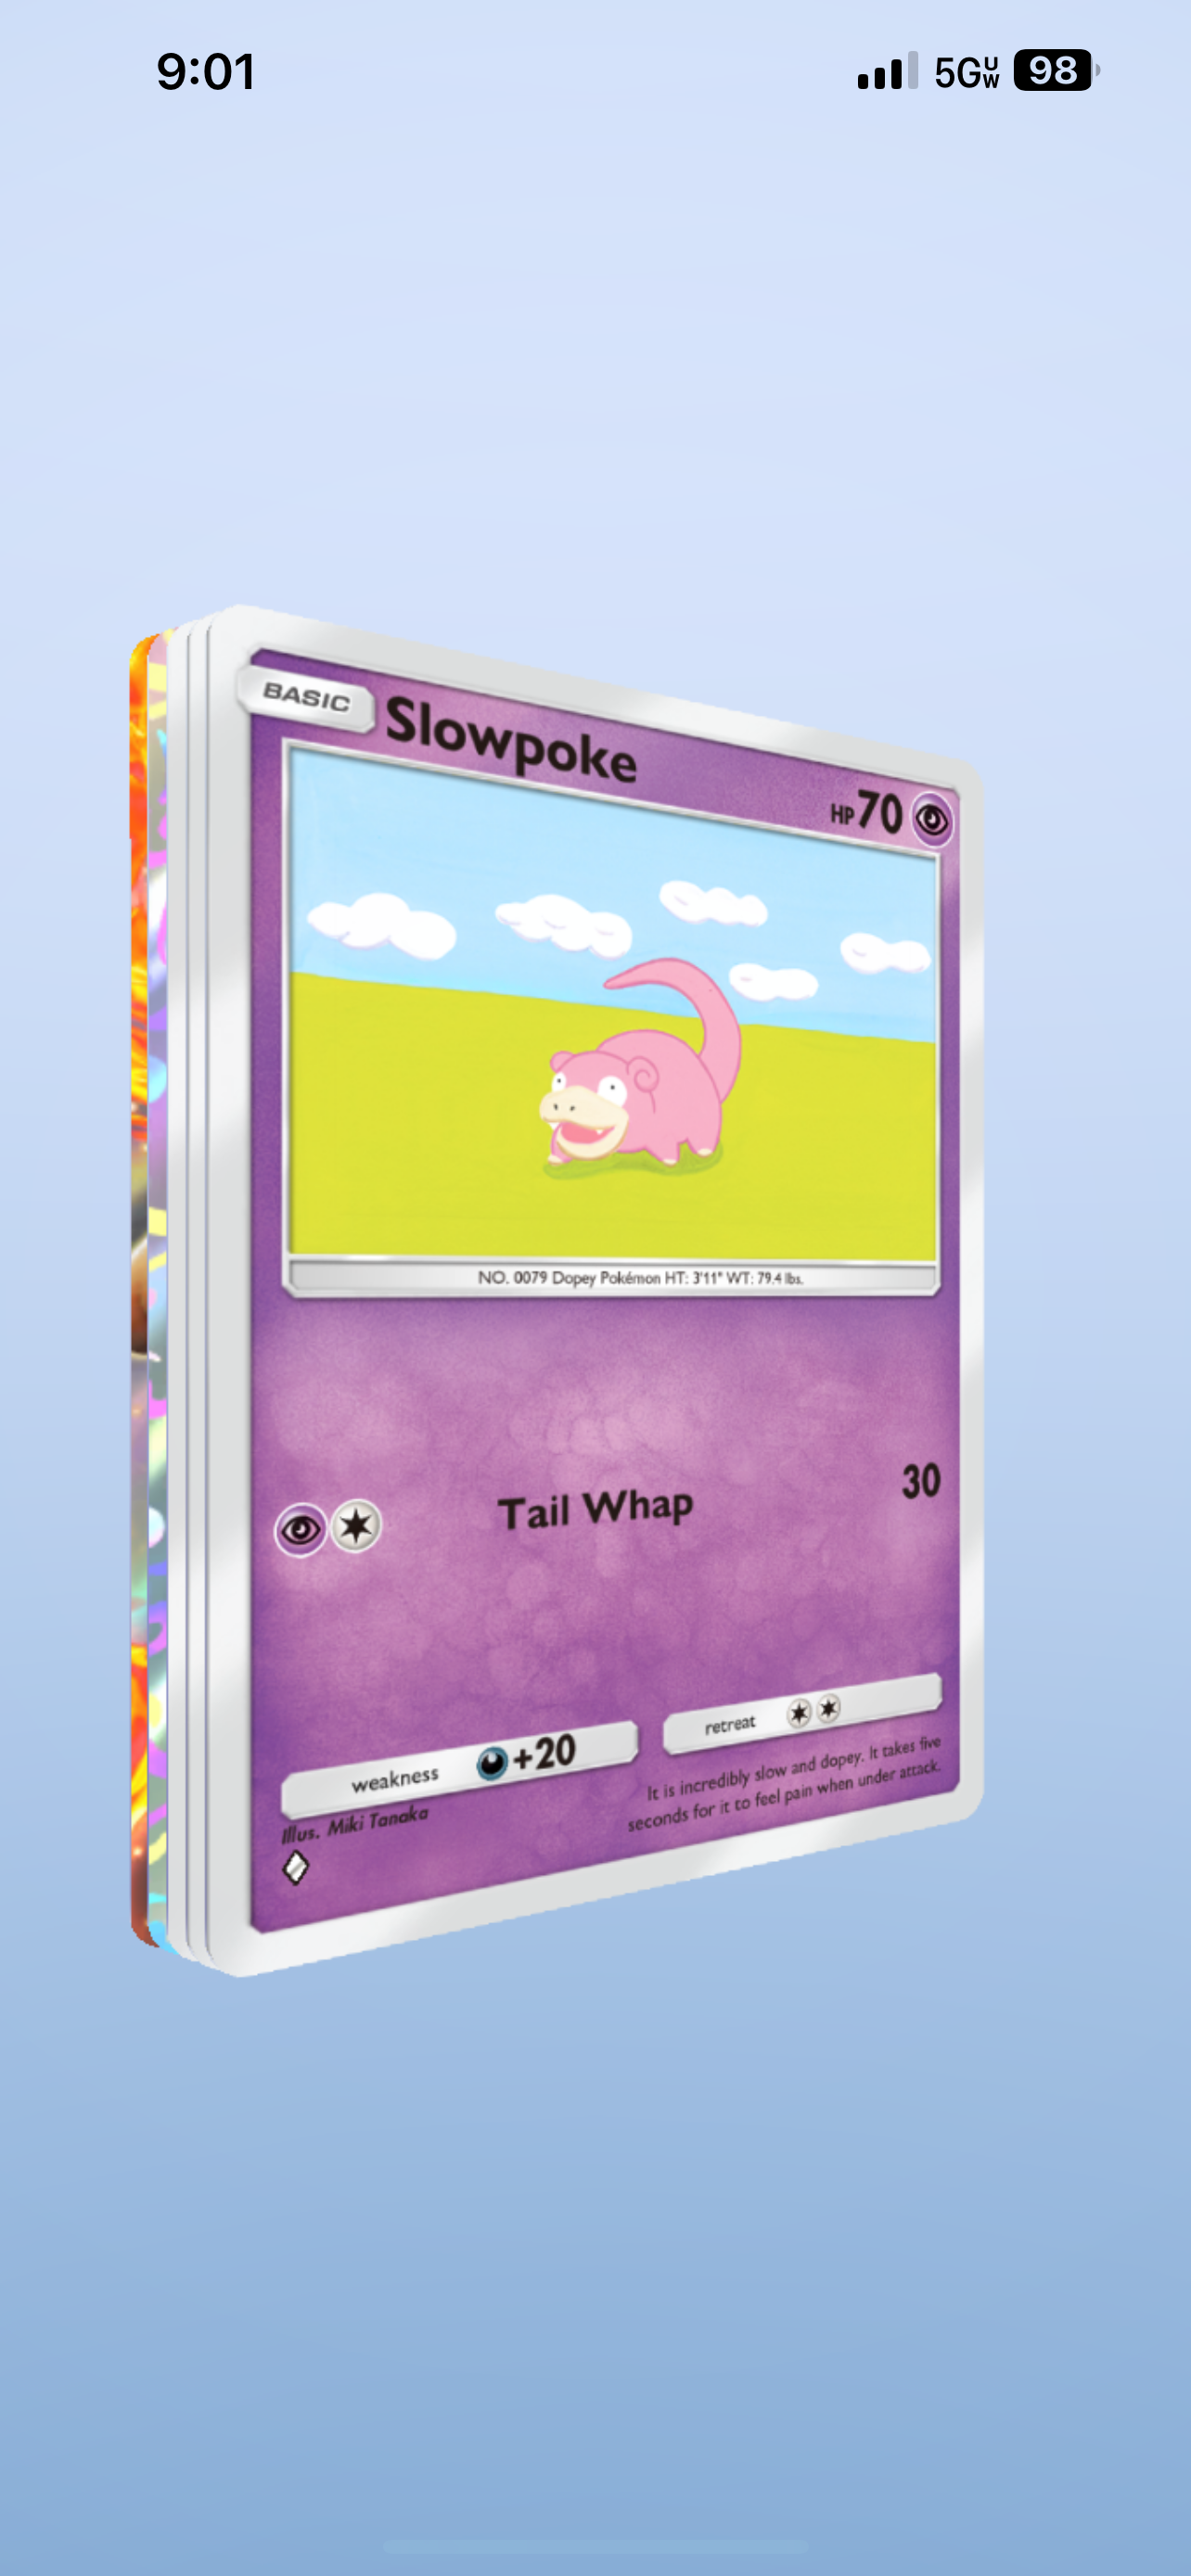 9:01
5G UW 98
BASIC
Slowpoke
HP 70
NO. 0079 Dopey Pokémon HT: 3'11" WT: 79.4 lbs.
Tail Whap
30
weakness +20
retreat
Illus. Miki Tanaka
It is incredibly slow and dopey. It takes five
seconds for it to feel pain when under attack.